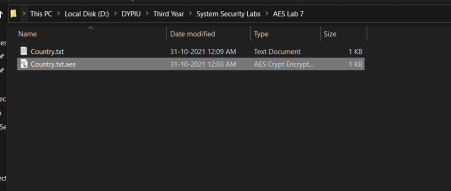 This PC > Local Disk (D:) > DYPIU > Third Year > System Security Labs > AES Lab 7
Name Date modified Type Size
Country.txt 31-10-2021 12:09 AM Text Document 1 KB
Country.txt.aes 31-10-2021 12:03 AM AES Crypt Encrypt... 1 KB